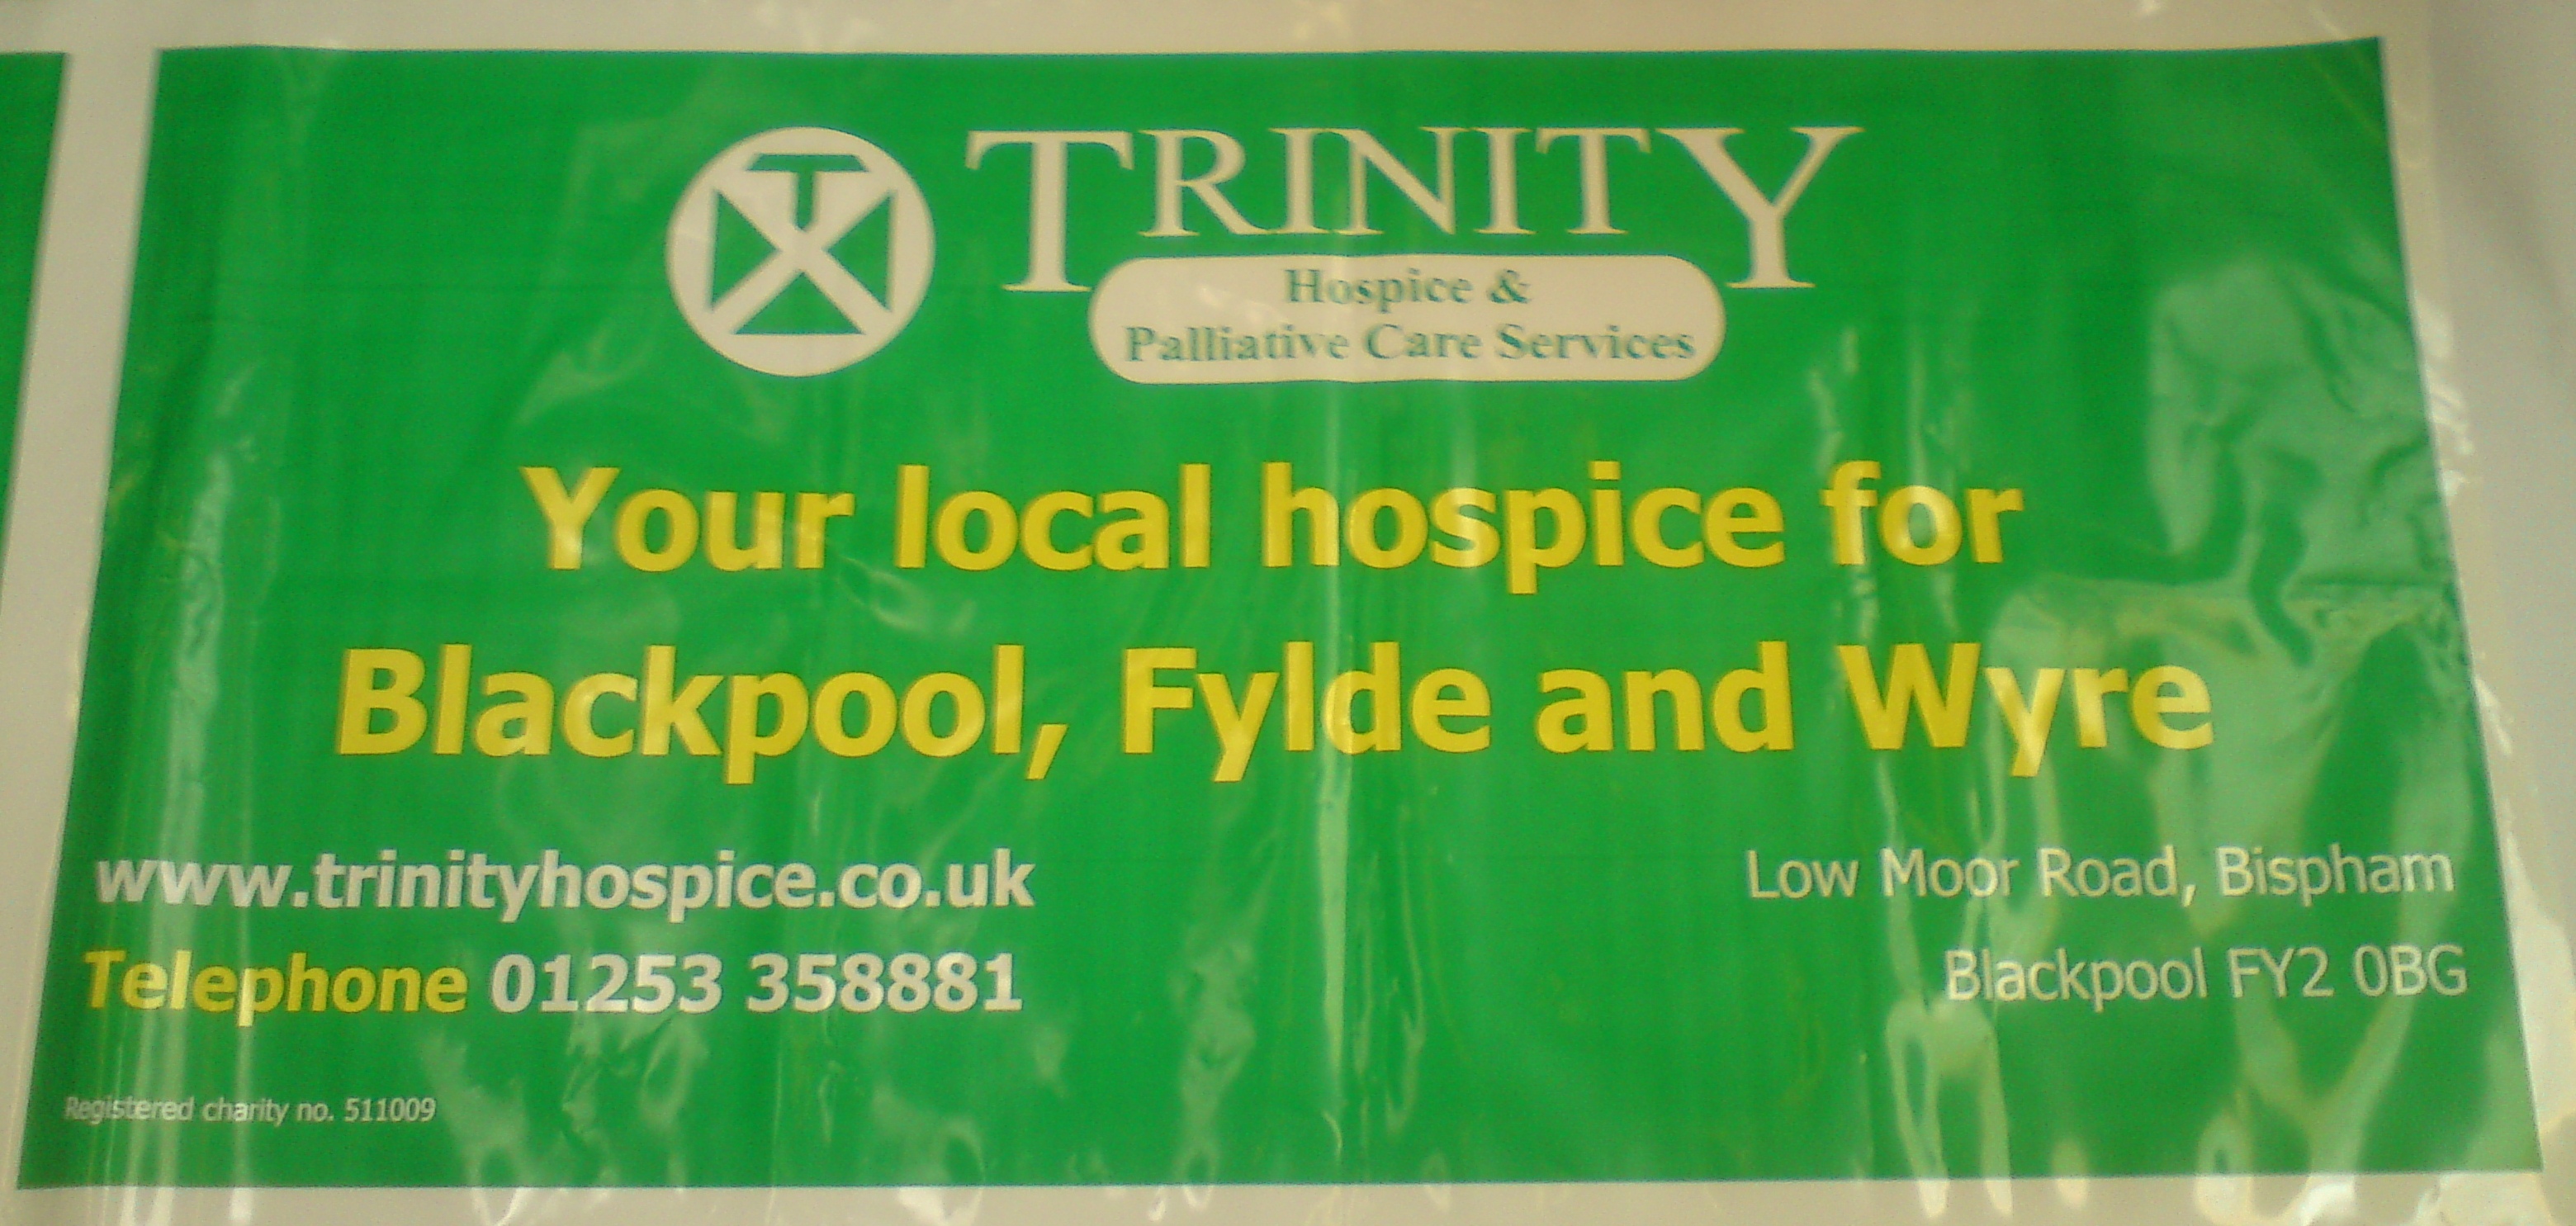 TRINITY
Hospice &
Palliative Care Services
Your local hospice for
Blackpool, Fylde and Wyre
www.trinityhospice.co.uk
Telephone 01253 358881
Low Moor Road, Bispham
Blackpool FY2 0BG
Registered charity no. 511009